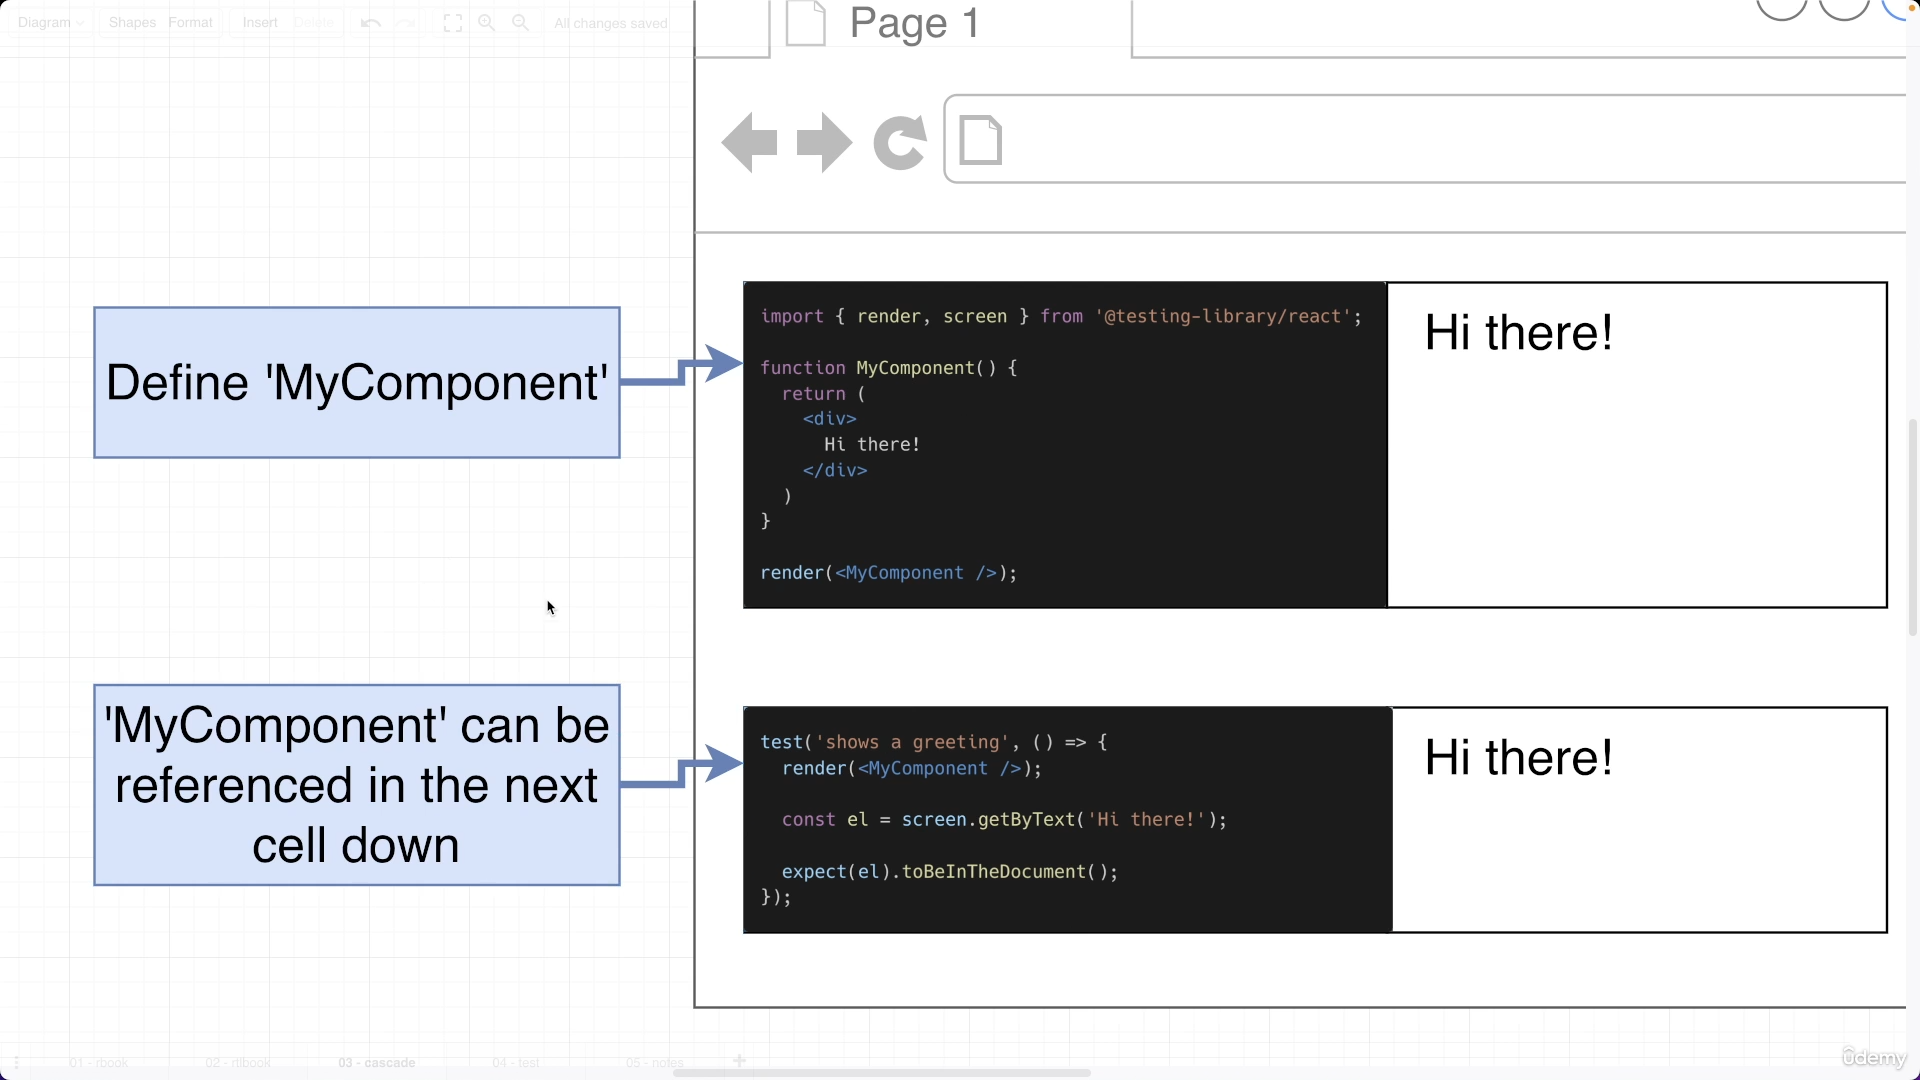 Diagram Shapes Format Insert Delete All changes saved
Page 1
Define 'MyComponent'
import { render, screen } from '@testing-library/react';
function MyComponent() {
return (
<div>
Hi there!
</div>
)
}
render(<MyComponent />);
Hi there!
'MyComponent' can be
referenced in the next
cell down
test('shows a greeting', () => {
render(<MyComponent />);
const el = screen.getByText('Hi there!');
expect(el).toBeInTheDocument();
});
Hi there!
01 - rbook 02 - rtlbook 03 - cascade 04 - test 05 - notes
ûdemy